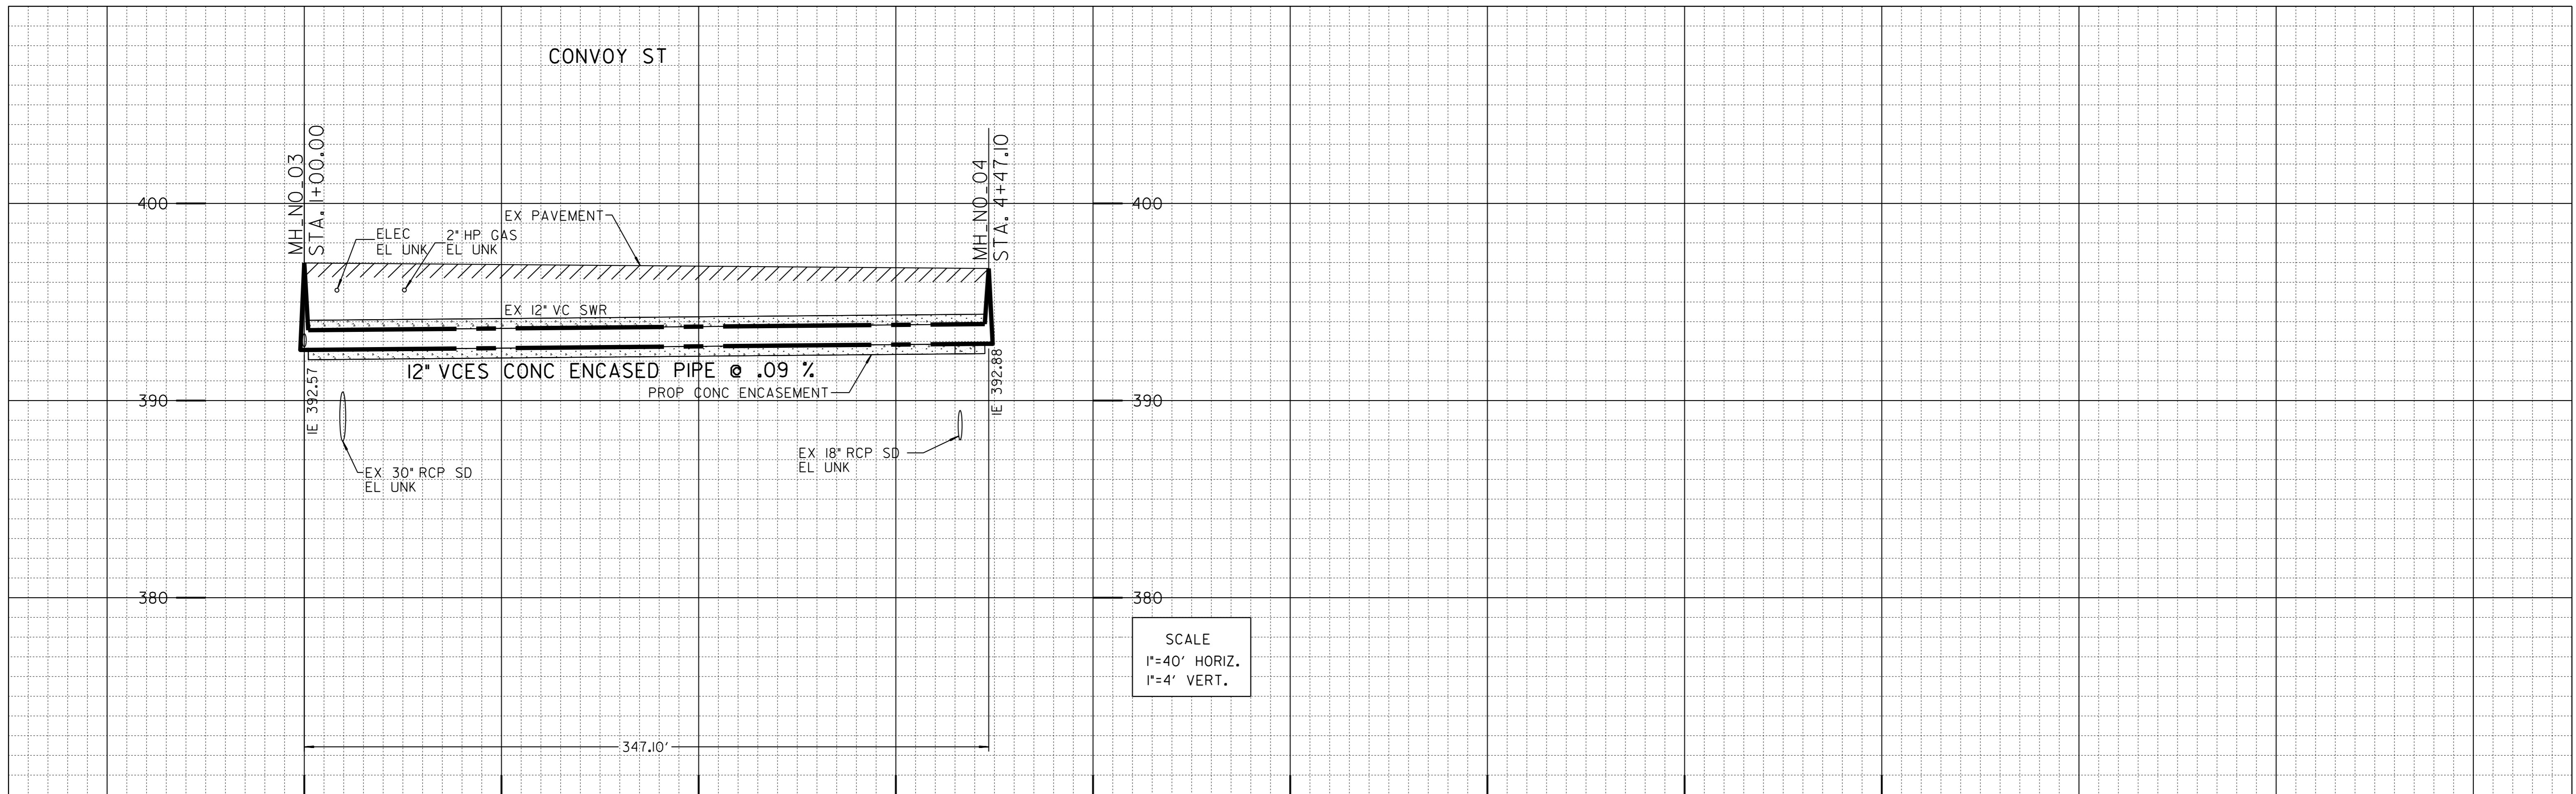 CONVOY ST
MH_NO_03
STA. 1+00.00
MH_NO_04
STA. 4+47.10
400
400
EX PAVEMENT
ELEC
EL UNK
2" HP GAS
EL UNK
EX 12" VC SWR
12" VCES CONC ENCASED PIPE @ .09 %
PROP CONC ENCASEMENT
IE 392.57
IE 392.88
390
390
EX 30" RCP SD
EL UNK
EX 18" RCP SD
EL UNK
380
380
SCALE
1"=40' HORIZ.
1"=4' VERT.
347.10'